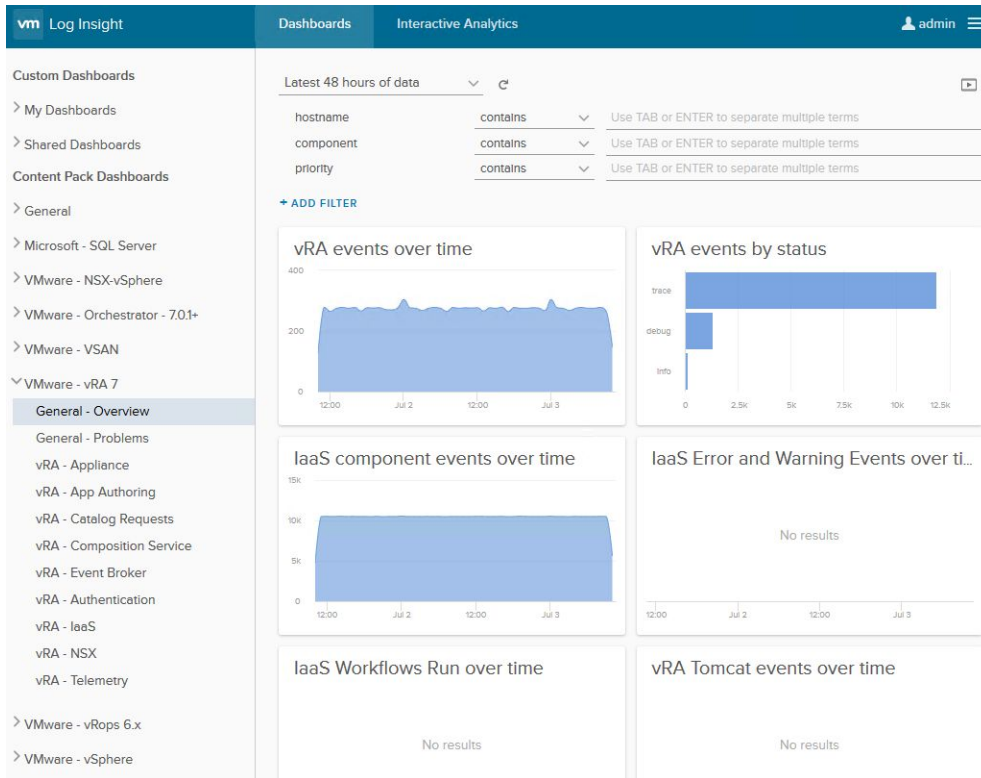 vm Log Insight
Dashboards
Interactive Analytics
admin
Custom Dashboards
My Dashboards
Shared Dashboards
Content Pack Dashboards
General
Microsoft - SQL Server
VMware - NSX-vSphere
VMware - Orchestrator - 7.0.1+
VMware - VSAN
VMware - vRA 7
General - Overview
General - Problems
vRA - Appliance
vRA - App Authoring
vRA - Catalog Requests
vRA - Composition Service
vRA - Event Broker
vRA - Authentication
vRA - IaaS
vRA - NSX
vRA - Telemetry
VMware - vRops 6.x
VMware - vSphere
Latest 48 hours of data
hostname contains Use TAB or ENTER to separate multiple terms
component contains Use TAB or ENTER to separate multiple terms
priority contains Use TAB or ENTER to separate multiple terms
+ ADD FILTER
vRA events over time
400
200
0
12:00 Jul 2 12:00 Jul 3
vRA events by status
trace
debug
Info
0 2.5K 5K 7.5K 10K 12.5K
IaaS component events over time
15K
10K
5K
0
12:00 Jul 2 12:00 Jul 3
IaaS Error and Warning Events over ti...
No results
12:00 Jul 2 12:00 Jul 3
IaaS Workflows Run over time
No results
vRA Tomcat events over time
No results